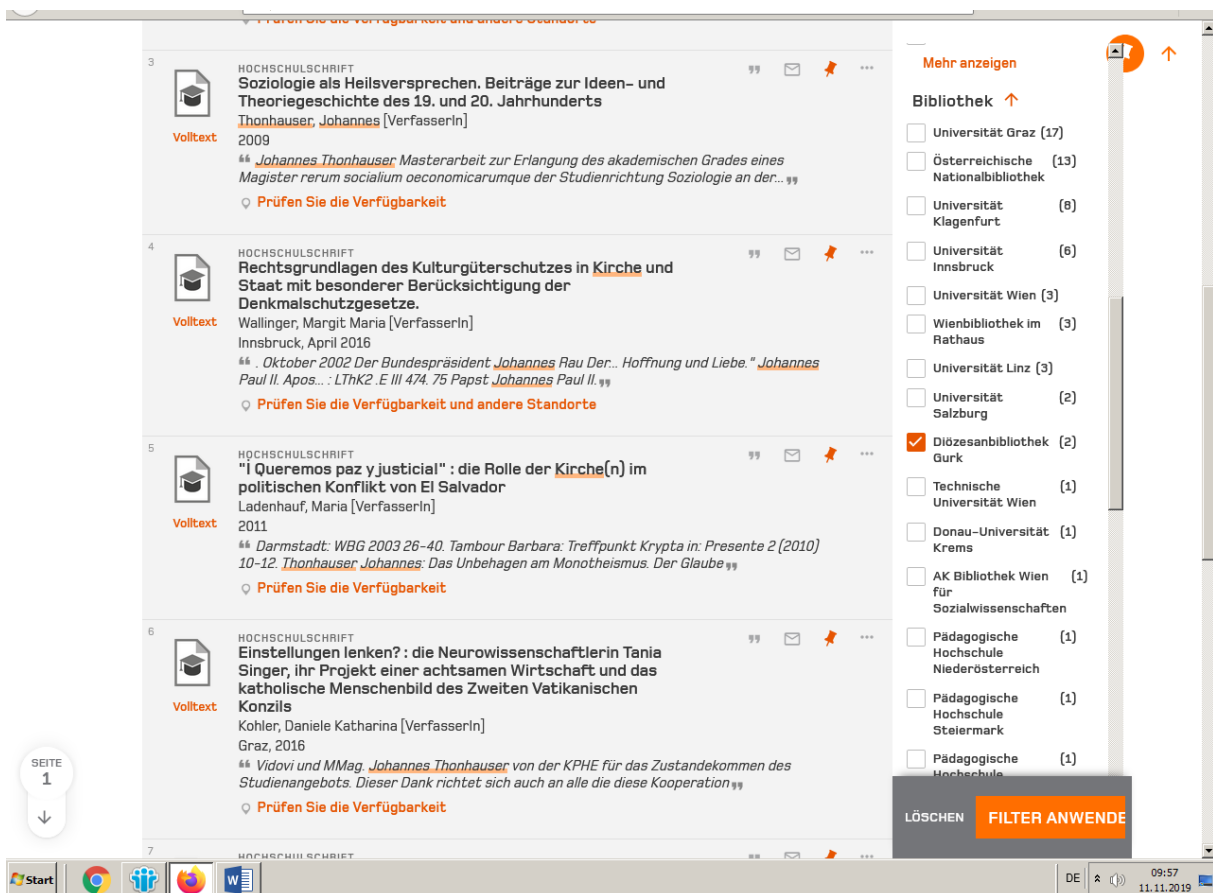 3
HOCHSCHULSCHRIFT
Soziologie als Heilsversprechen. Beiträge zur Ideen- und
Theoriegeschichte des 19. und 20. Jahrhunderts
Thonhauser, Johannes [VerfasserIn]
Volltext
2009
Johannes Thonhauser Masterarbeit zur Erlangung des akademischen Grades eines
Magister rerum socialium oeconomicarumque der Studienrichtung Soziologie an der...
Prüfen Sie die Verfügbarkeit
4
HOCHSCHULSCHRIFT
Rechtsgrundlagen des Kulturgüterschutzes in Kirche und
Staat mit besonderer Berücksichtigung der
Denkmalschutzgesetze.
Volltext
Wallinger, Margit Maria [VerfasserIn]
Innsbruck, April 2016
. Oktober 2002 Der Bundespräsident Johannes Rau Der... Hoffnung und Liebe." Johannes
Paul II. Apos... : LThK2 .E III 474. 75 Papst Johannes Paul II.
Prüfen Sie die Verfügbarkeit und andere Standorte
5
HOCHSCHULSCHRIFT
"İ Queremos paz y justicia!" : die Rolle der Kirche(n) im
politischen Konflikt von El Salvador
Ladenhauf, Maria [VerfasserIn]
Volltext
2011
Darmstadt: WBG 2003 26-40. Tambour Barbara: Treffpunkt Krypta in: Presente 2 (2010)
10-12. Thonhauser Johannes: Das Unbehagen am Monotheismus. Der Glaube
Prüfen Sie die Verfügbarkeit
6
HOCHSCHULSCHRIFT
Einstellungen lenken? : die Neurowissenschaftlerin Tania
Singer, ihr Projekt einer achtsamen Wirtschaft und das
katholische Menschenbild des Zweiten Vatikanischen
Konzils
Volltext
Kohler, Daniele Katharina [VerfasserIn]
Graz, 2016
Vidovi und MMag. Johannes Thonhauser von der KPHE für das Zustandekommen des
Studienangebots. Dieser Dank richtet sich auch an alle die diese Kooperation
Prüfen Sie die Verfügbarkeit
7
HOCHSCHULSCHRIFT
Mehr anzeigen
Bibliothek
Universität Graz (17)
Österreichische (13)
Nationalbibliothek
Universität (8)
Klagenfurt
Universität (6)
Innsbruck
Universität Wien (3)
Wienbibliothek im (3)
Rathaus
Universität Linz (3)
Universität (2)
Salzburg
Diözesanbibliothek (2)
Gurk
Technische (1)
Universität Wien
Donau-Universität (1)
Krems
AK Bibliothek Wien (1)
für
Sozialwissenschaften
Pädagogische (1)
Hochschule
Niederösterreich
Pädagogische (1)
Hochschule
Steiermark
Pädagogische (1)
Hochschule
LÖSCHEN
FILTER ANWENDE
SEITE
1
Start
DE
09:57
11.11.2019